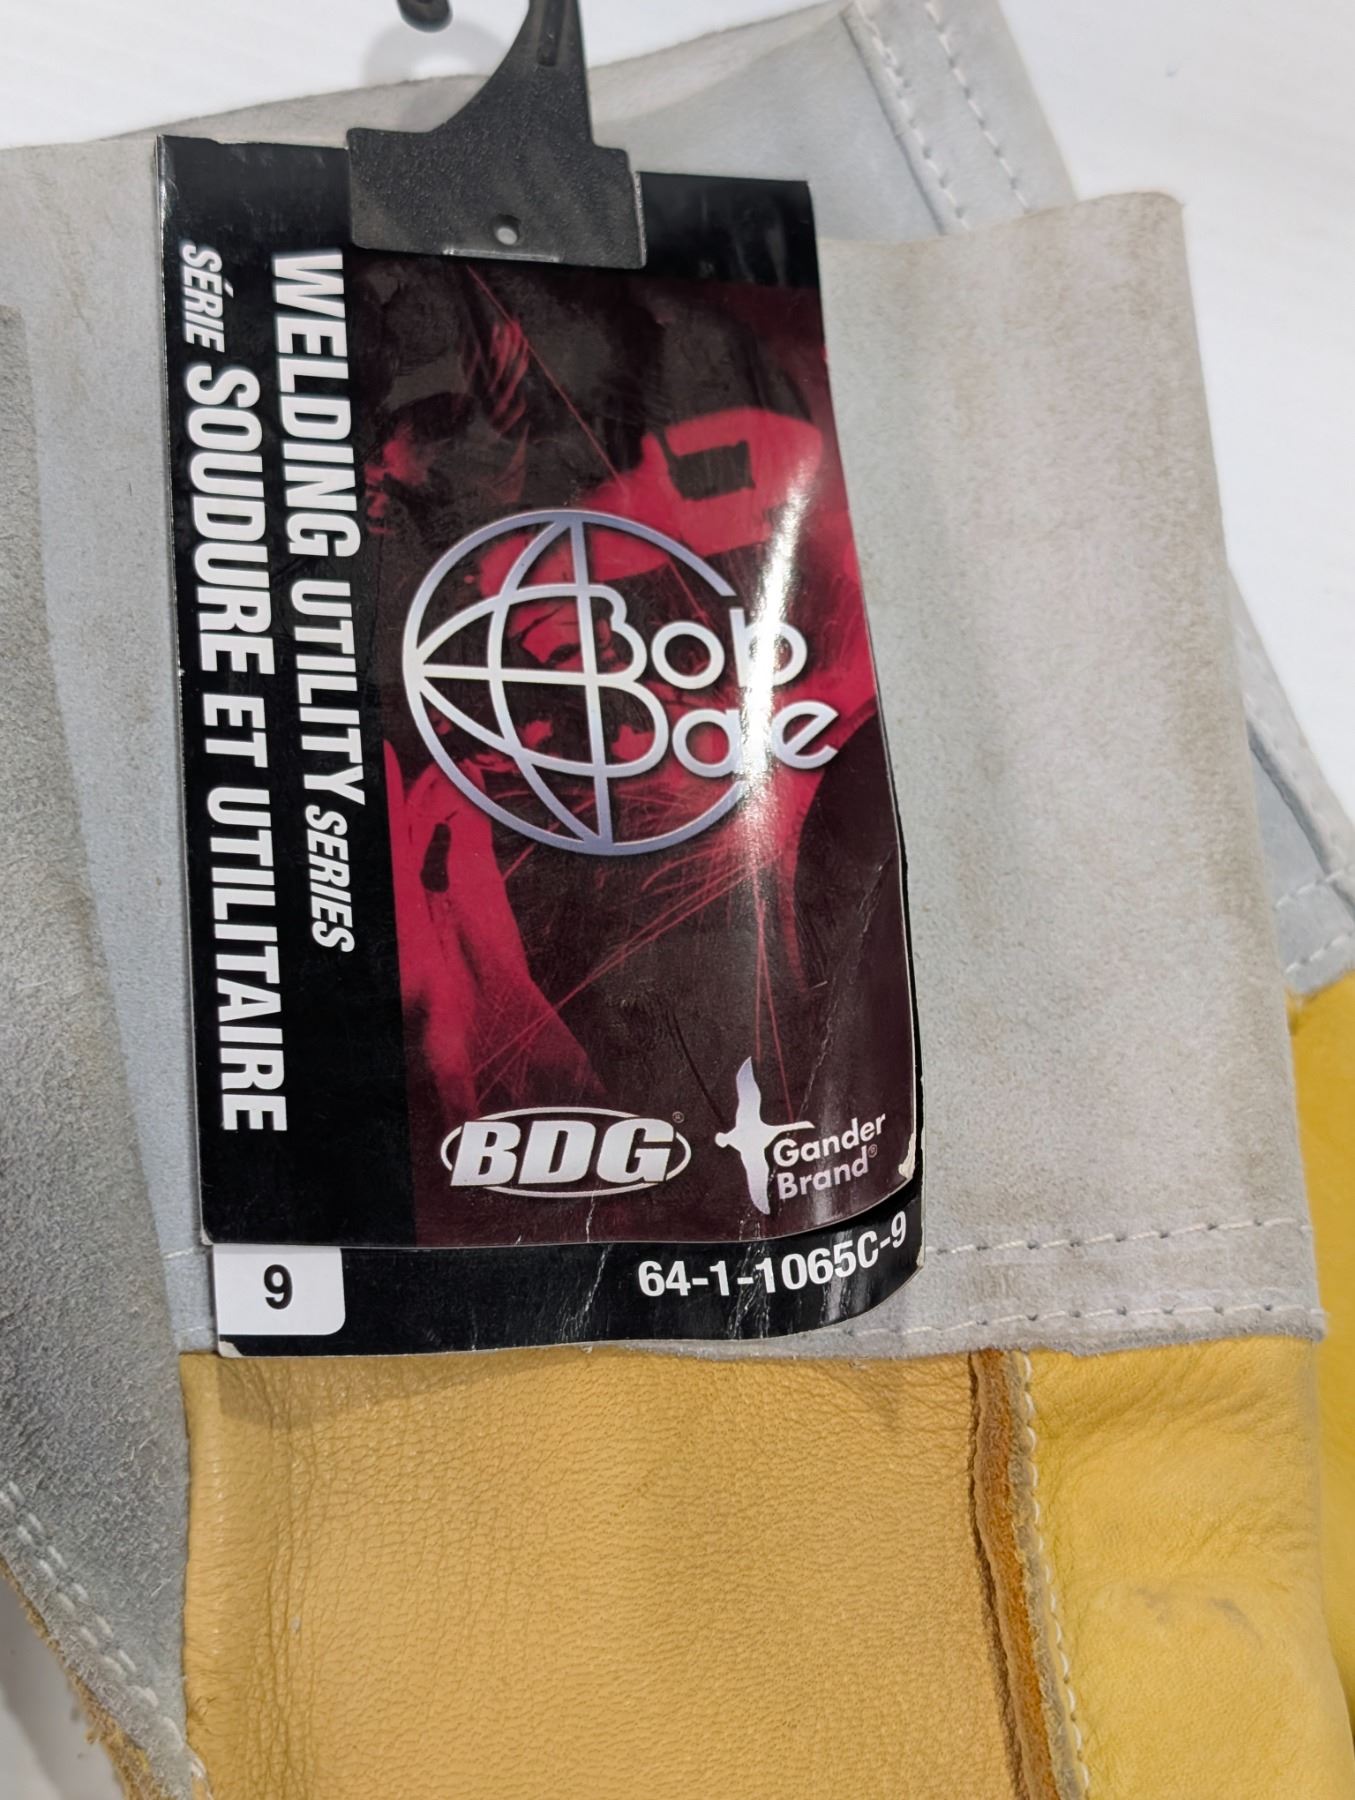 WELDING UTILITY SERIES
SÉRIE SOUDURE ET UTILITAIRE
Bob
Dale
BDG®
Gander
Brand®
9
64-1-1065C-9